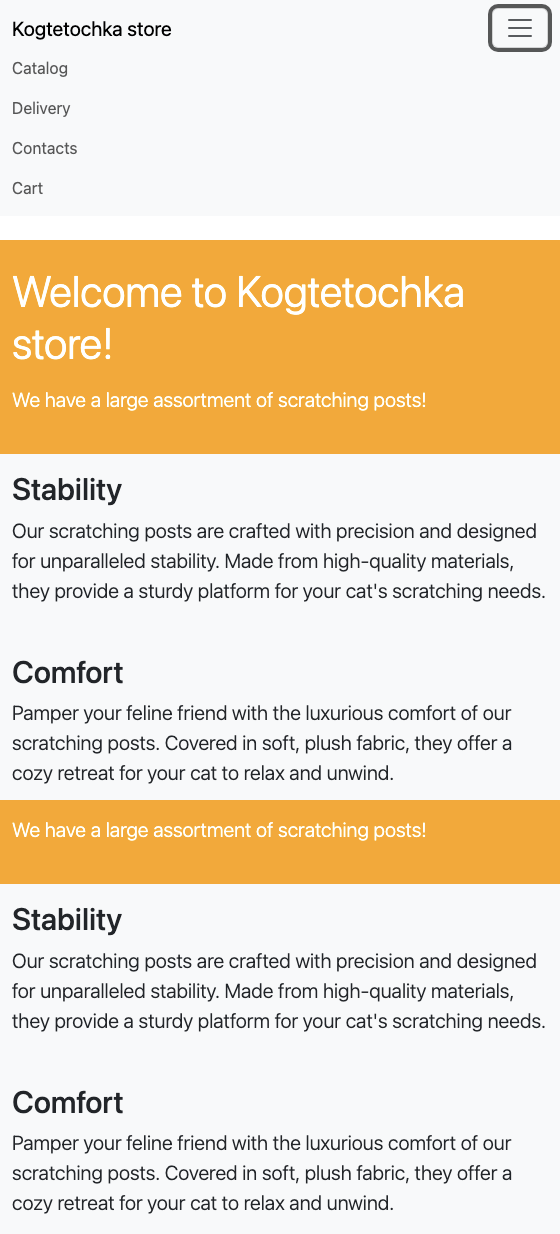 Kogtetochka store
Catalog
Delivery
Contacts
Cart
Welcome to Kogtetochka
store!
We have a large assortment of scratching posts!
Stability
Our scratching posts are crafted with precision and designed
for unparalleled stability. Made from high-quality materials,
they provide a sturdy platform for your cat's scratching needs.
Comfort
Pamper your feline friend with the luxurious comfort of our
scratching posts. Covered in soft, plush fabric, they offer a
cozy retreat for your cat to relax and unwind.
We have a large assortment of scratching posts!
Stability
Our scratching posts are crafted with precision and designed
for unparalleled stability. Made from high-quality materials,
they provide a sturdy platform for your cat's scratching needs.
Comfort
Pamper your feline friend with the luxurious comfort of our
scratching posts. Covered in soft, plush fabric, they offer a
cozy retreat for your cat to relax and unwind.